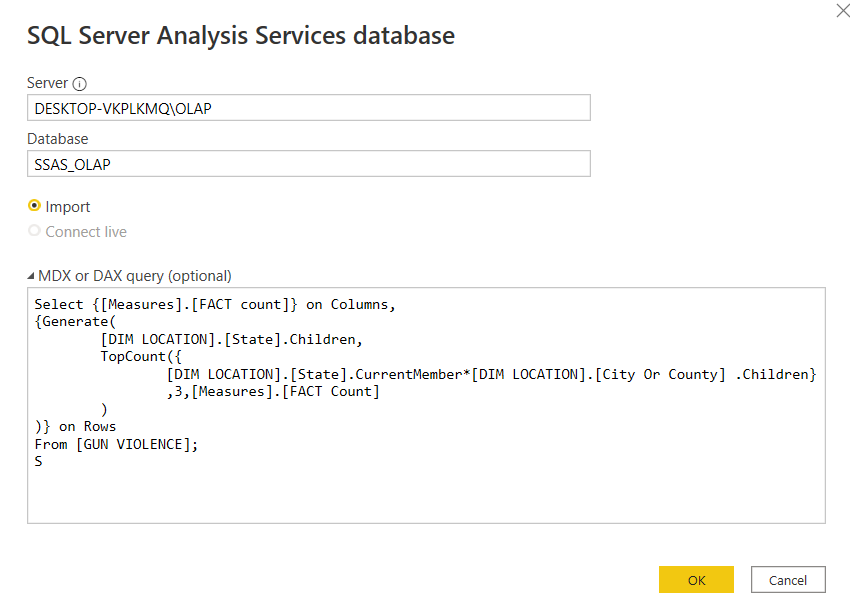 SQL Server Analysis Services database
Server
DESKTOP-VKPLKMQ\OLAP
Database
SSAS_OLAP
Import
Connect live
MDX or DAX query (optional)
Select {[Measures].[FACT count]} on Columns,
{Generate(
[DIM LOCATION].[State].Children,
TopCount({
[DIM LOCATION].[State].CurrentMember*[DIM LOCATION].[City Or County] .Children}
,3,[Measures].[FACT Count]
)
)} on Rows
From [GUN VIOLENCE];
S
OK Cancel